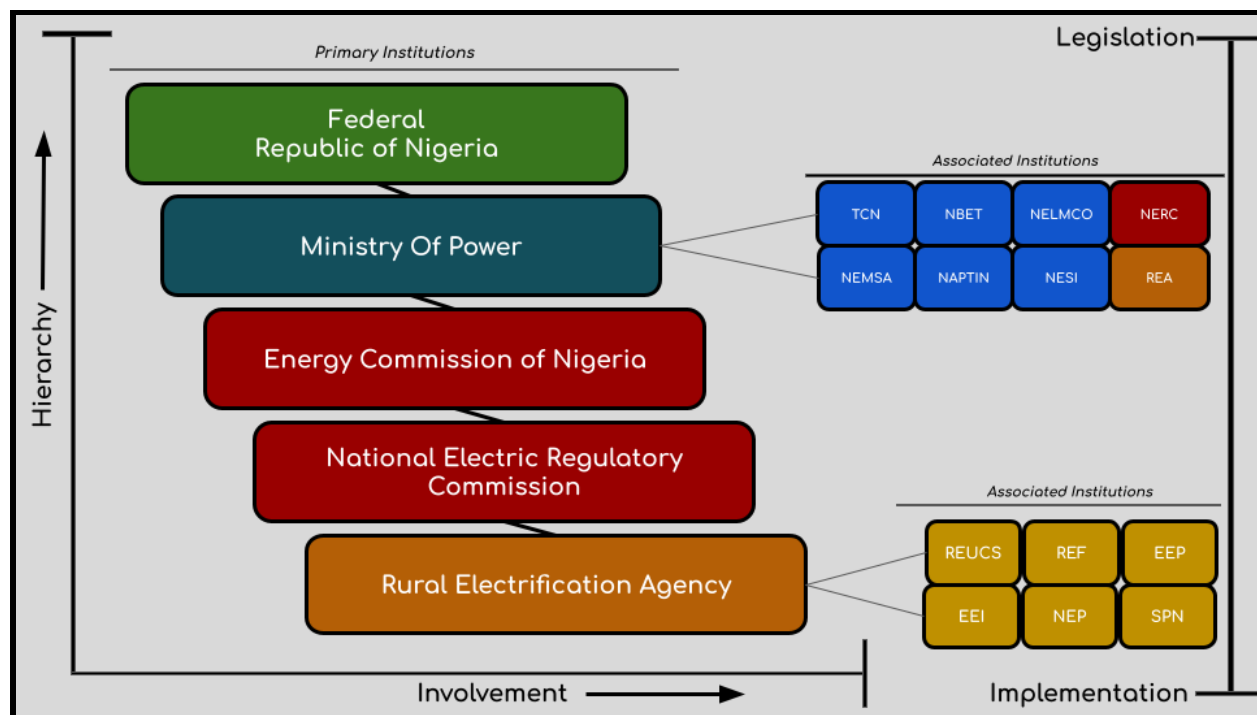 Primary Institutions
Legislation
Federal
Republic of Nigeria
Associated Institutions
TCN
NBET
NELMCO
NERC
Ministry Of Power
NEMSA
NAPTIN
NESI
REA
Energy Commission of Nigeria
Hierarchy
National Electric Regulatory
Commission
Associated Institutions
REUCS
REF
EEP
Rural Electrification Agency
EEI
NEP
SPN
Involvement
Implementation